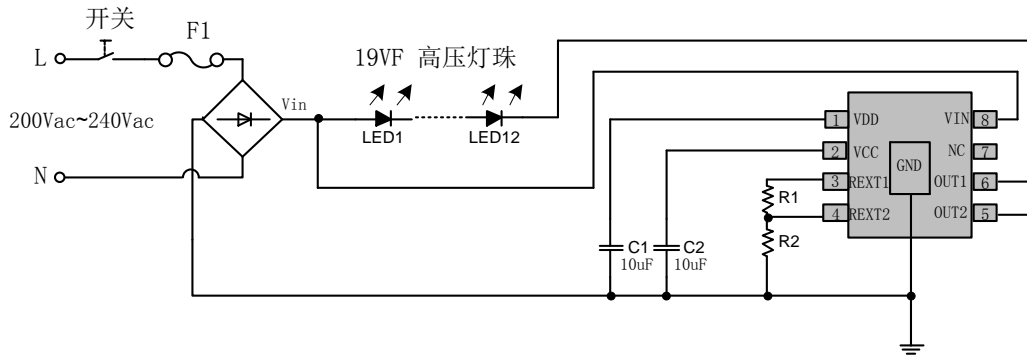 开关
F1
L
19VF 高压灯珠
Vin
200Vac~240Vac
LED1
LED12
N
1 VDD VIN 8
2 VCC NC 7
GND
3 REXT1 OUT1 6
4 REXT2 OUT2 5
R1
R2
C1
10uF
C2
10uF